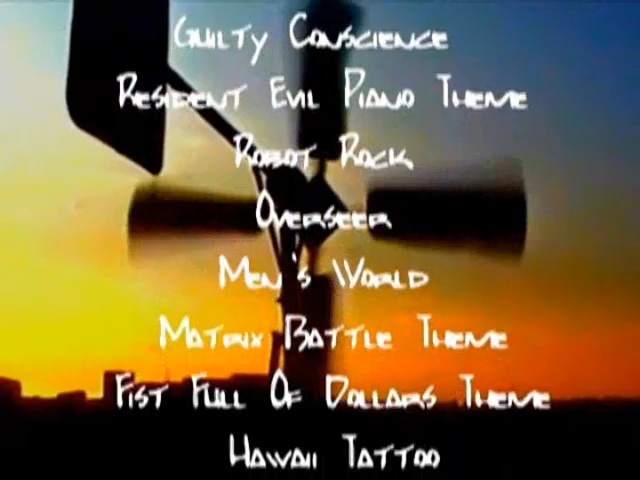 Guilty Conscience
Resident Evil Piano Theme
Robot Rock
Overseer
Men's World
Matrix Battle Theme
Fist Full Of Dollars Theme
Hawaii Tattoo